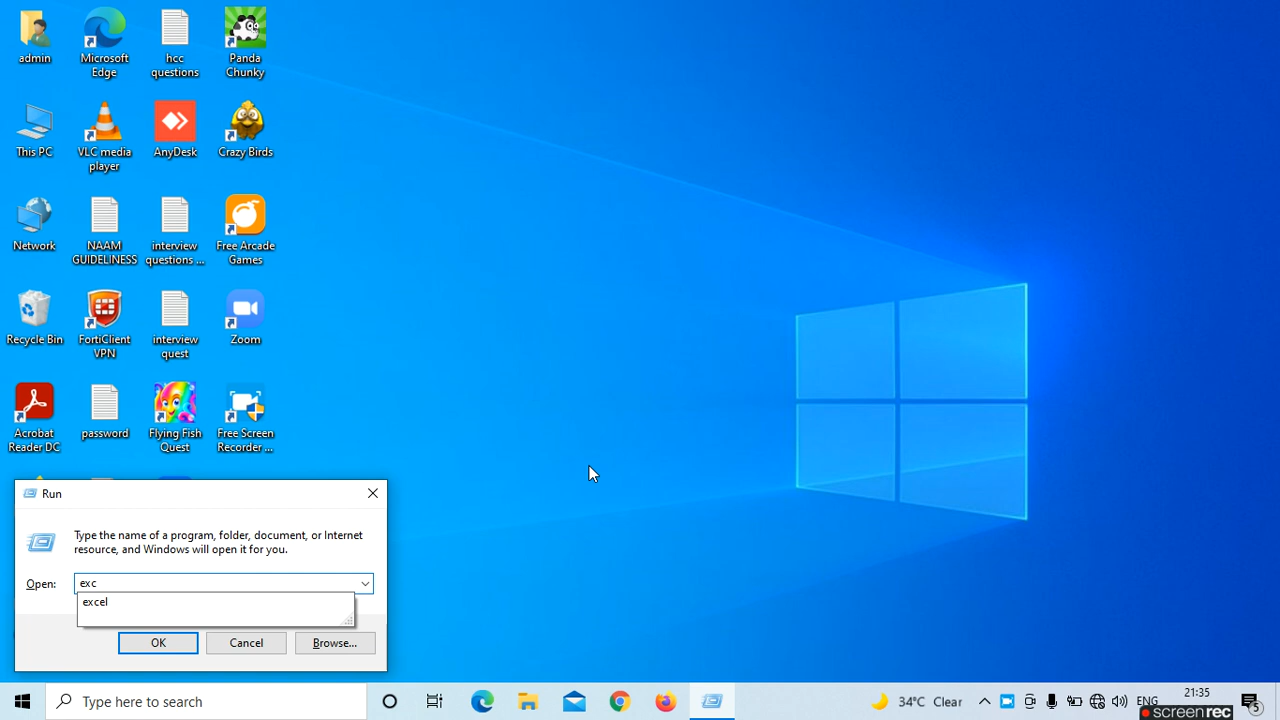 admin
Microsoft
Edge
hcc
questions
Panda
Chunky
This PC
VLC media
player
AnyDesk
Crazy Birds
Network
NAAM
GUIDELINESS
interview
questions ...
Free Arcade
Games
Recycle Bin
FortiClient
VPN
interview
quest
Zoom
Acrobat
Reader DC
password
Flying Fish
Quest
Free Screen
Recorder ...
Run
Type the name of a program, folder, document, or Internet
resource, and Windows will open it for you.
Open:
exc
excel
OK
Cancel
Browse...
Type here to search
34°C Clear
ENG
21:35
5
screenrec